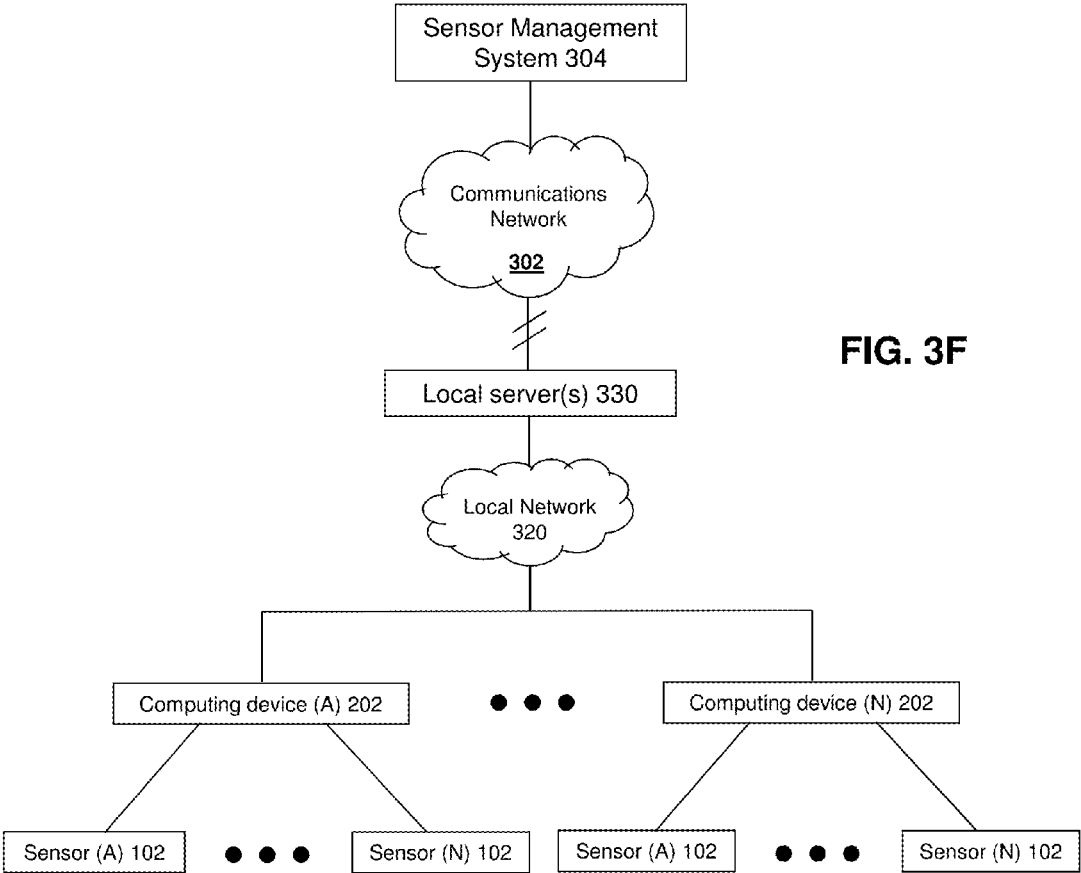 Sensor Management
System 304
Communications
Network
302
FIG. 3F
Local server(s) 330
Local Network
320
Computing device (A) 202
Computing device (N) 202
Sensor (A) 102
Sensor (N) 102
Sensor (A) 102
Sensor (N) 102